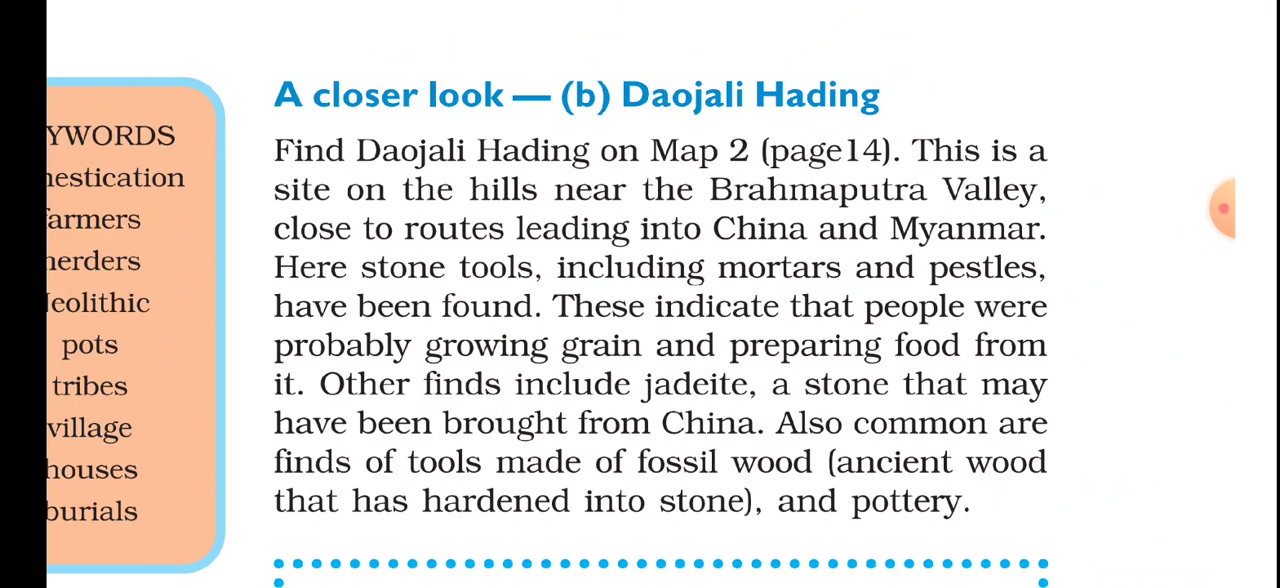 A closer look — (b) Daojali Hading
Find Daojali Hading on Map 2 (page14). This is a
site on the hills near the Brahmaputra Valley,
close to routes leading into China and Myanmar.
Here stone tools, including mortars and pestles,
have been found. These indicate that people were
probably growing grain and preparing food from
it. Other finds include jadeite, a stone that may
have been brought from China. Also common are
finds of tools made of fossil wood (ancient wood
that has hardened into stone), and pottery.
YWORDS
nestication
farmers
herders
Neolithic
pots
tribes
village
houses
burials